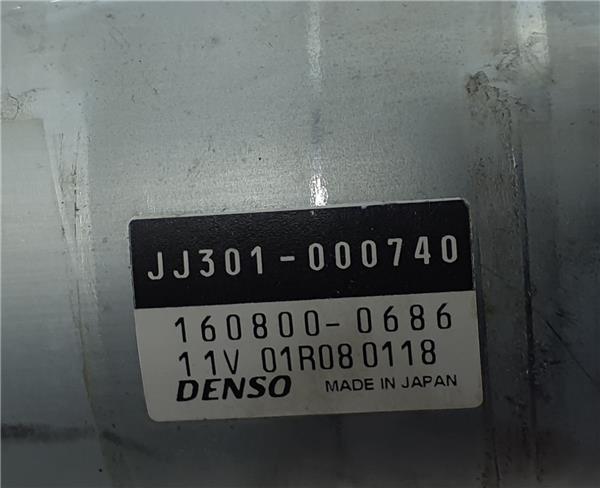 JJ301-000740
160800-0686
11V 01R080118
DENSO MADE IN JAPAN